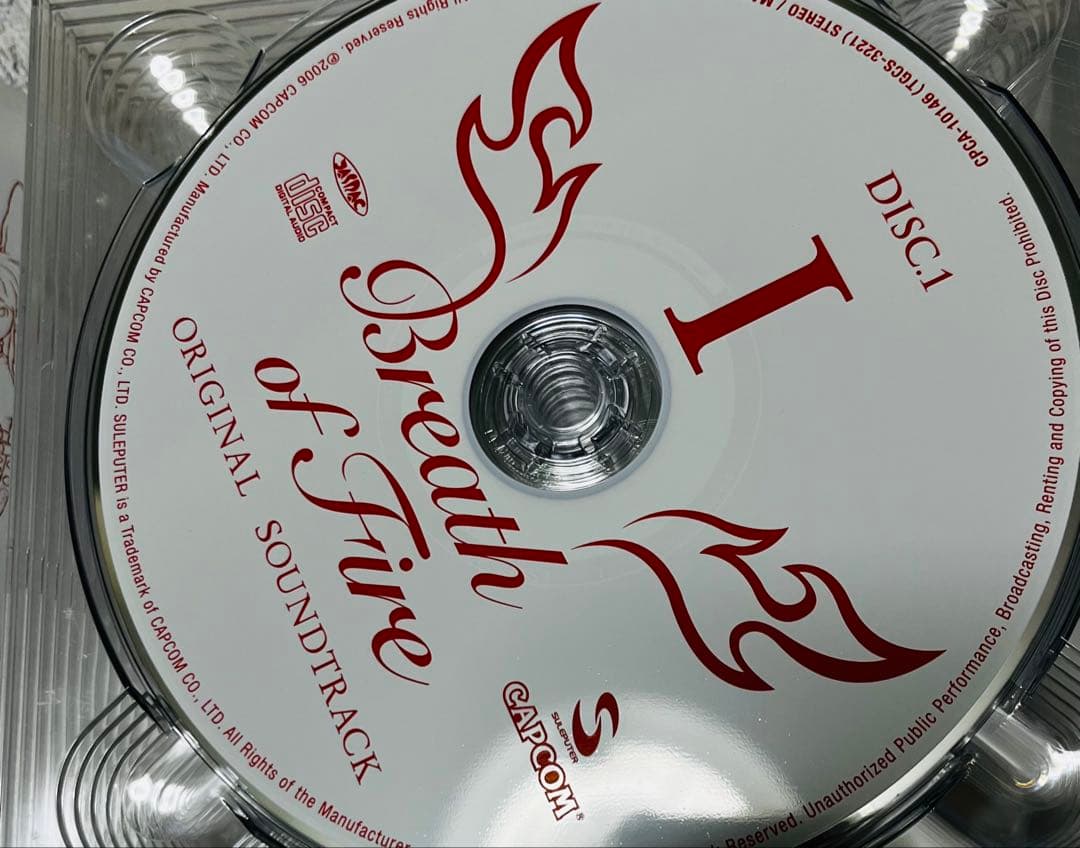 DISC.1
I
Breath
of Fire
ORIGINAL SOUNDTRACK
JASRAC
COMPACT
disc
DIGITAL AUDIO
S
SULEPUTER
CAPCOM®
CPCA-10146 (TGCS-3221) STEREO / M
All Rights Reserved. ℗2006 CAPCOM CO., LTD. Manufactured by CAPCOM CO., LTD. SULEPUTER is a Trademark of CAPCOM CO., LTD. All Rights of the Manufacturer
Reserved. Unauthorized Public Performance, Broadcasting, Renting and Copying of this Disc Prohibited.